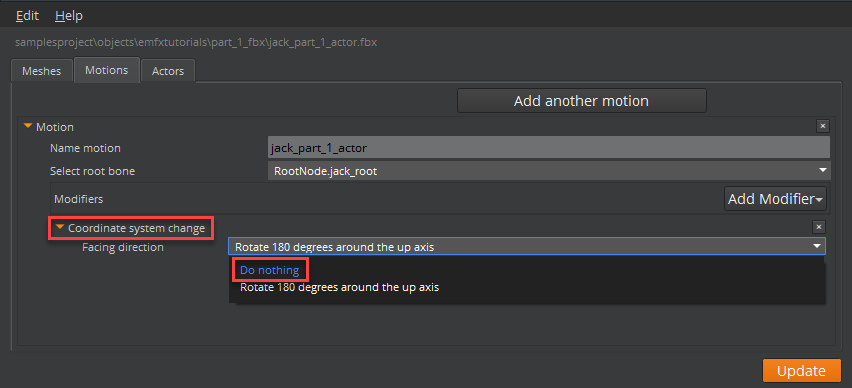 Edit Help
samplesproject\objects\emfxtutorials\part_1_fbx\jack_part_1_actor.fbx
Meshes Motions Actors
Add another motion
Motion
Name motion jack_part_1_actor
Select root bone RootNode.jack_root
Modifiers Add Modifier
Coordinate system change
Facing direction Rotate 180 degrees around the up axis
Do nothing
Rotate 180 degrees around the up axis
Update